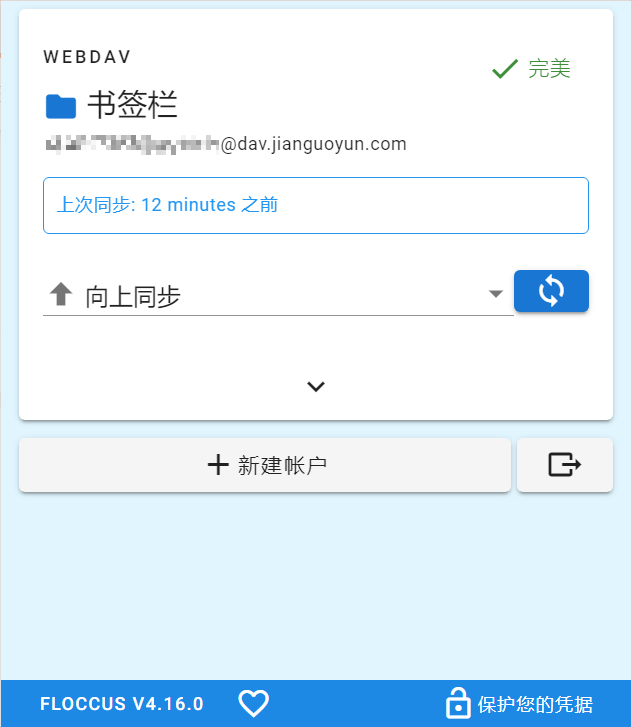 WEBDAV
完美
书签栏
@dav.jianguoyun.com
上次同步: 12 minutes 之前
向上同步
新建帐户
FLOCCUS V4.16.0
保护您的凭据